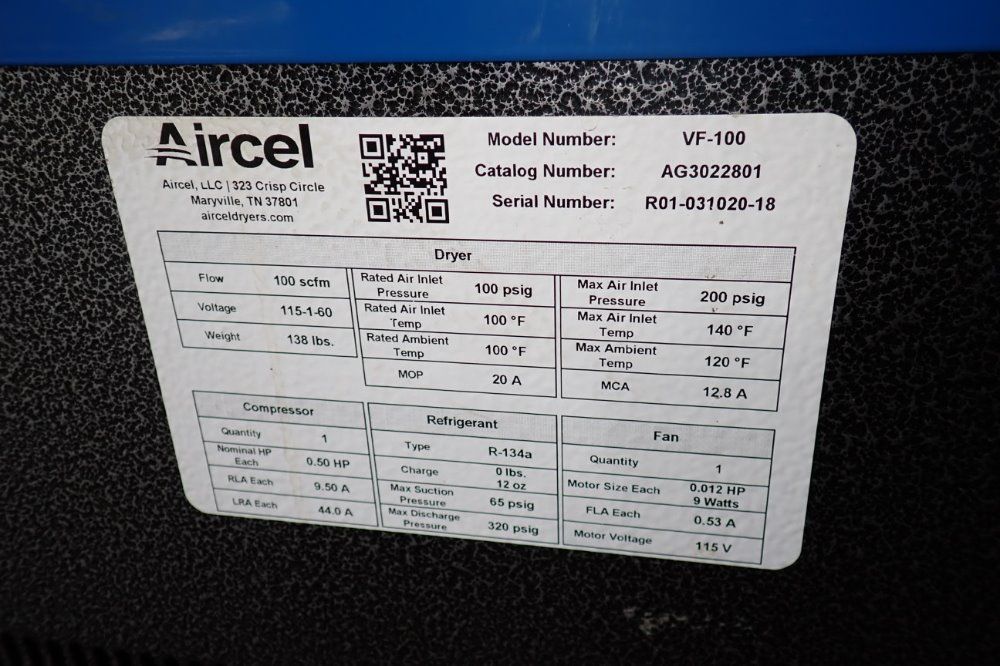 Aircel
Aircel, LLC | 323 Crisp Circle
Maryville, TN 37801
airceldryers.com
Model Number: VF-100
Catalog Number: AG3022801
Serial Number: R01-031020-18
Dryer
Flow 100 scfm
Voltage 115-1-60
Weight 138 lbs.
Rated Air Inlet
Pressure 100 psig
Rated Air Inlet
Temp 100 °F
Rated Ambient
Temp 100 °F
MOP 20 A
Max Air Inlet
Pressure 200 psig
Max Air Inlet
Temp 140 °F
Max Ambient
Temp 120 °F
MCA 12.8 A
Compressor
Quantity 1
Nominal HP
Each 0.50 HP
RLA Each 9.50 A
LRA Each 44.0 A
Refrigerant
Type R-134a
Charge 0 lbs.
12 oz
Max Suction
Pressure 65 psig
Max Discharge
Pressure 320 psig
Fan
Quantity 1
Motor Size Each 0.012 HP
9 Watts
FLA Each 0.53 A
Motor Voltage 115 V